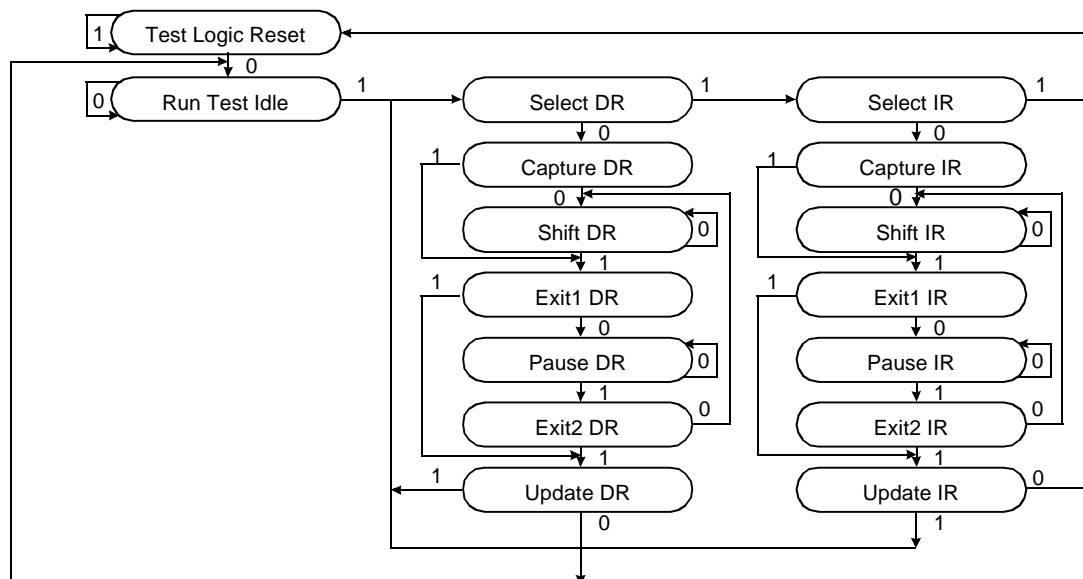 1 Test Logic Reset
0
0 Run Test Idle 1 Select DR 1 Select IR 1
0 0
1 Capture DR 1 Capture IR
0 0
Shift DR 0 Shift IR 0
1 1
1 Exit1 DR 1 Exit1 IR
0 0
Pause DR 0 Pause IR 0
1 1
Exit2 DR 0 Exit2 IR 0
1 1
1 Update DR Update IR 0
0 1